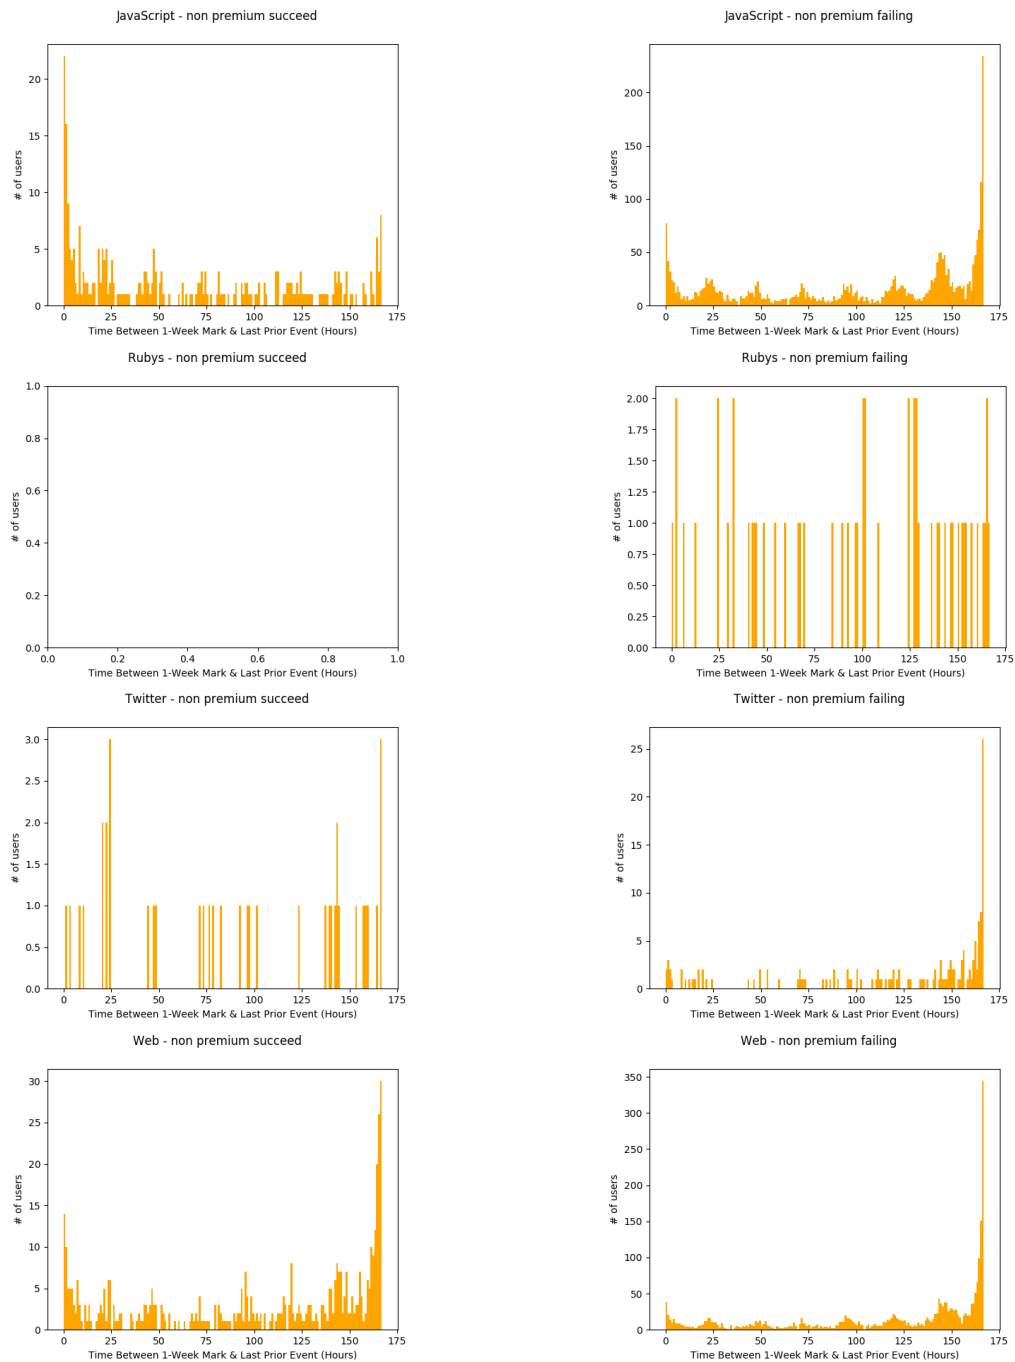 JavaScript - non premium succeed
20
15
10
5
0
# of users
0 25 50 75 100 125 150 175
Time Between 1-Week Mark & Last Prior Event (Hours)
JavaScript - non premium failing
200
150
100
50
0
# of users
0 25 50 75 100 125 150 175
Time Between 1-Week Mark & Last Prior Event (Hours)
Rubys - non premium succeed
1.0
0.8
0.6
0.4
0.2
0.0
# of users
0.0 0.2 0.4 0.6 0.8 1.0
Time Between 1-Week Mark & Last Prior Event (Hours)
Rubys - non premium failing
2.00
1.75
1.50
1.25
1.00
0.75
0.50
0.25
0.00
# of users
0 25 50 75 100 125 150 175
Time Between 1-Week Mark & Last Prior Event (Hours)
Twitter - non premium succeed
3.0
2.5
2.0
1.5
1.0
0.5
0.0
# of users
0 25 50 75 100 125 150 175
Time Between 1-Week Mark & Last Prior Event (Hours)
Twitter - non premium failing
25
20
15
10
5
0
# of users
0 25 50 75 100 125 150 175
Time Between 1-Week Mark & Last Prior Event (Hours)
Web - non premium succeed
30
25
20
15
10
5
0
# of users
0 25 50 75 100 125 150 175
Time Between 1-Week Mark & Last Prior Event (Hours)
Web - non premium failing
350
300
250
200
150
100
50
0
# of users
0 25 50 75 100 125 150 175
Time Between 1-Week Mark & Last Prior Event (Hours)